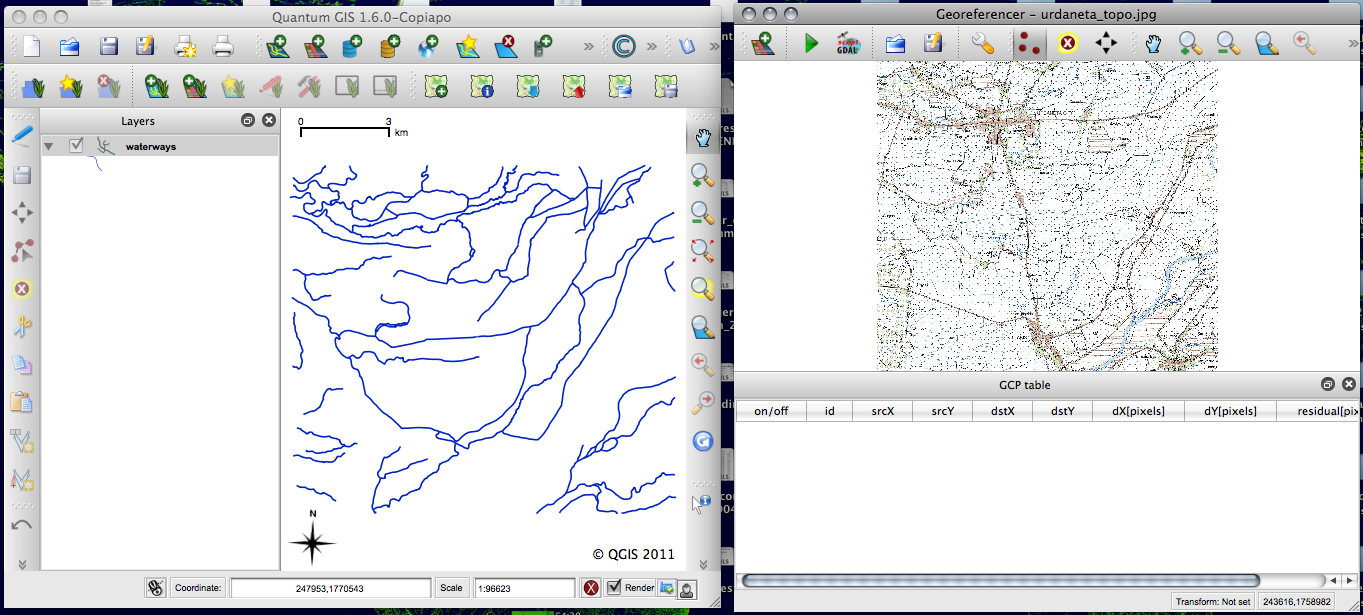 Quantum GIS 1.6.0-Copiapo
Layers
waterways
0 3
km
N
© QGIS 2011
Coordinate: 247953,1770543 Scale 1:96623 Render
Georeferencer - urdaneta_topo.jpg
GDAL
GCP table
on/off id srcX srcY dstX dstY dX[pixels] dY[pixels] residual[pix
Transform: Not set 243616,1758982